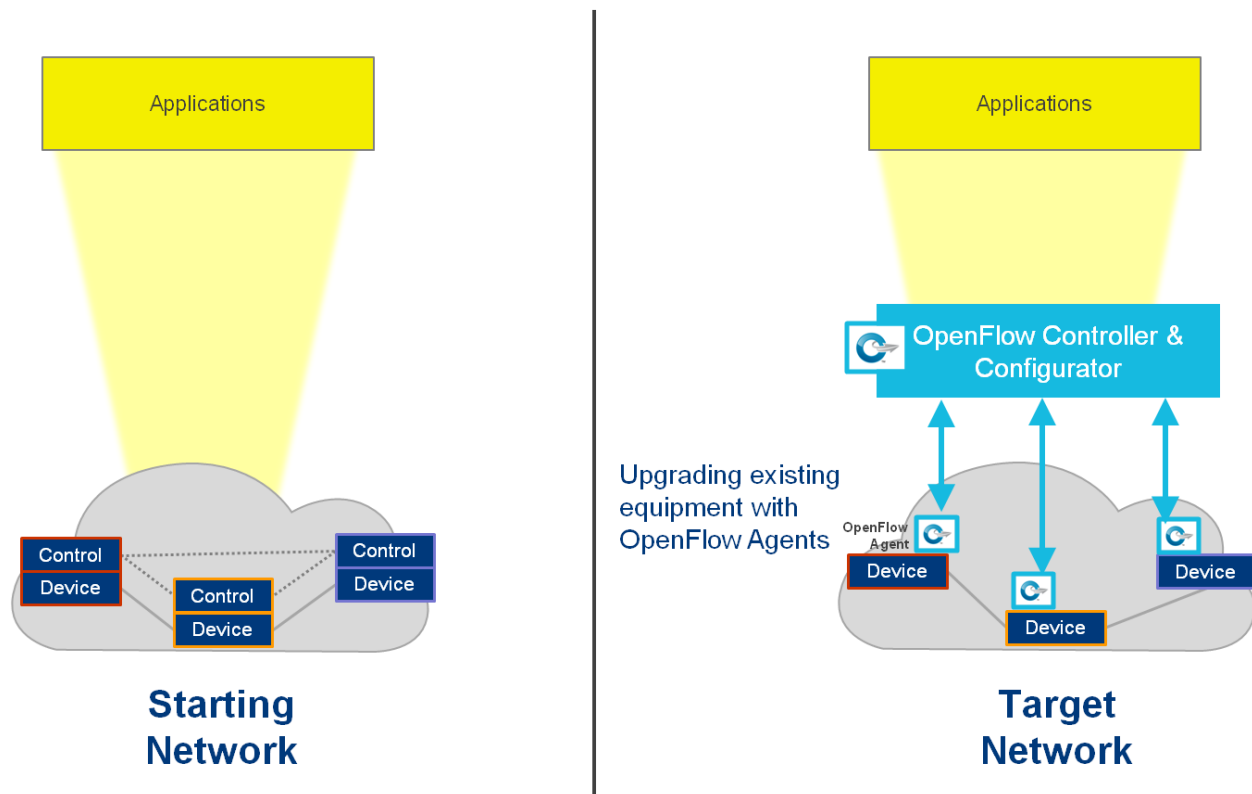 Applications
Control
Device
Control
Device
Control
Device
Starting
Network
Applications
OpenFlow Controller &
Configurator
Upgrading existing
equipment with
OpenFlow Agents
OpenFlow
Agent
Device
Device
Device
Target
Network